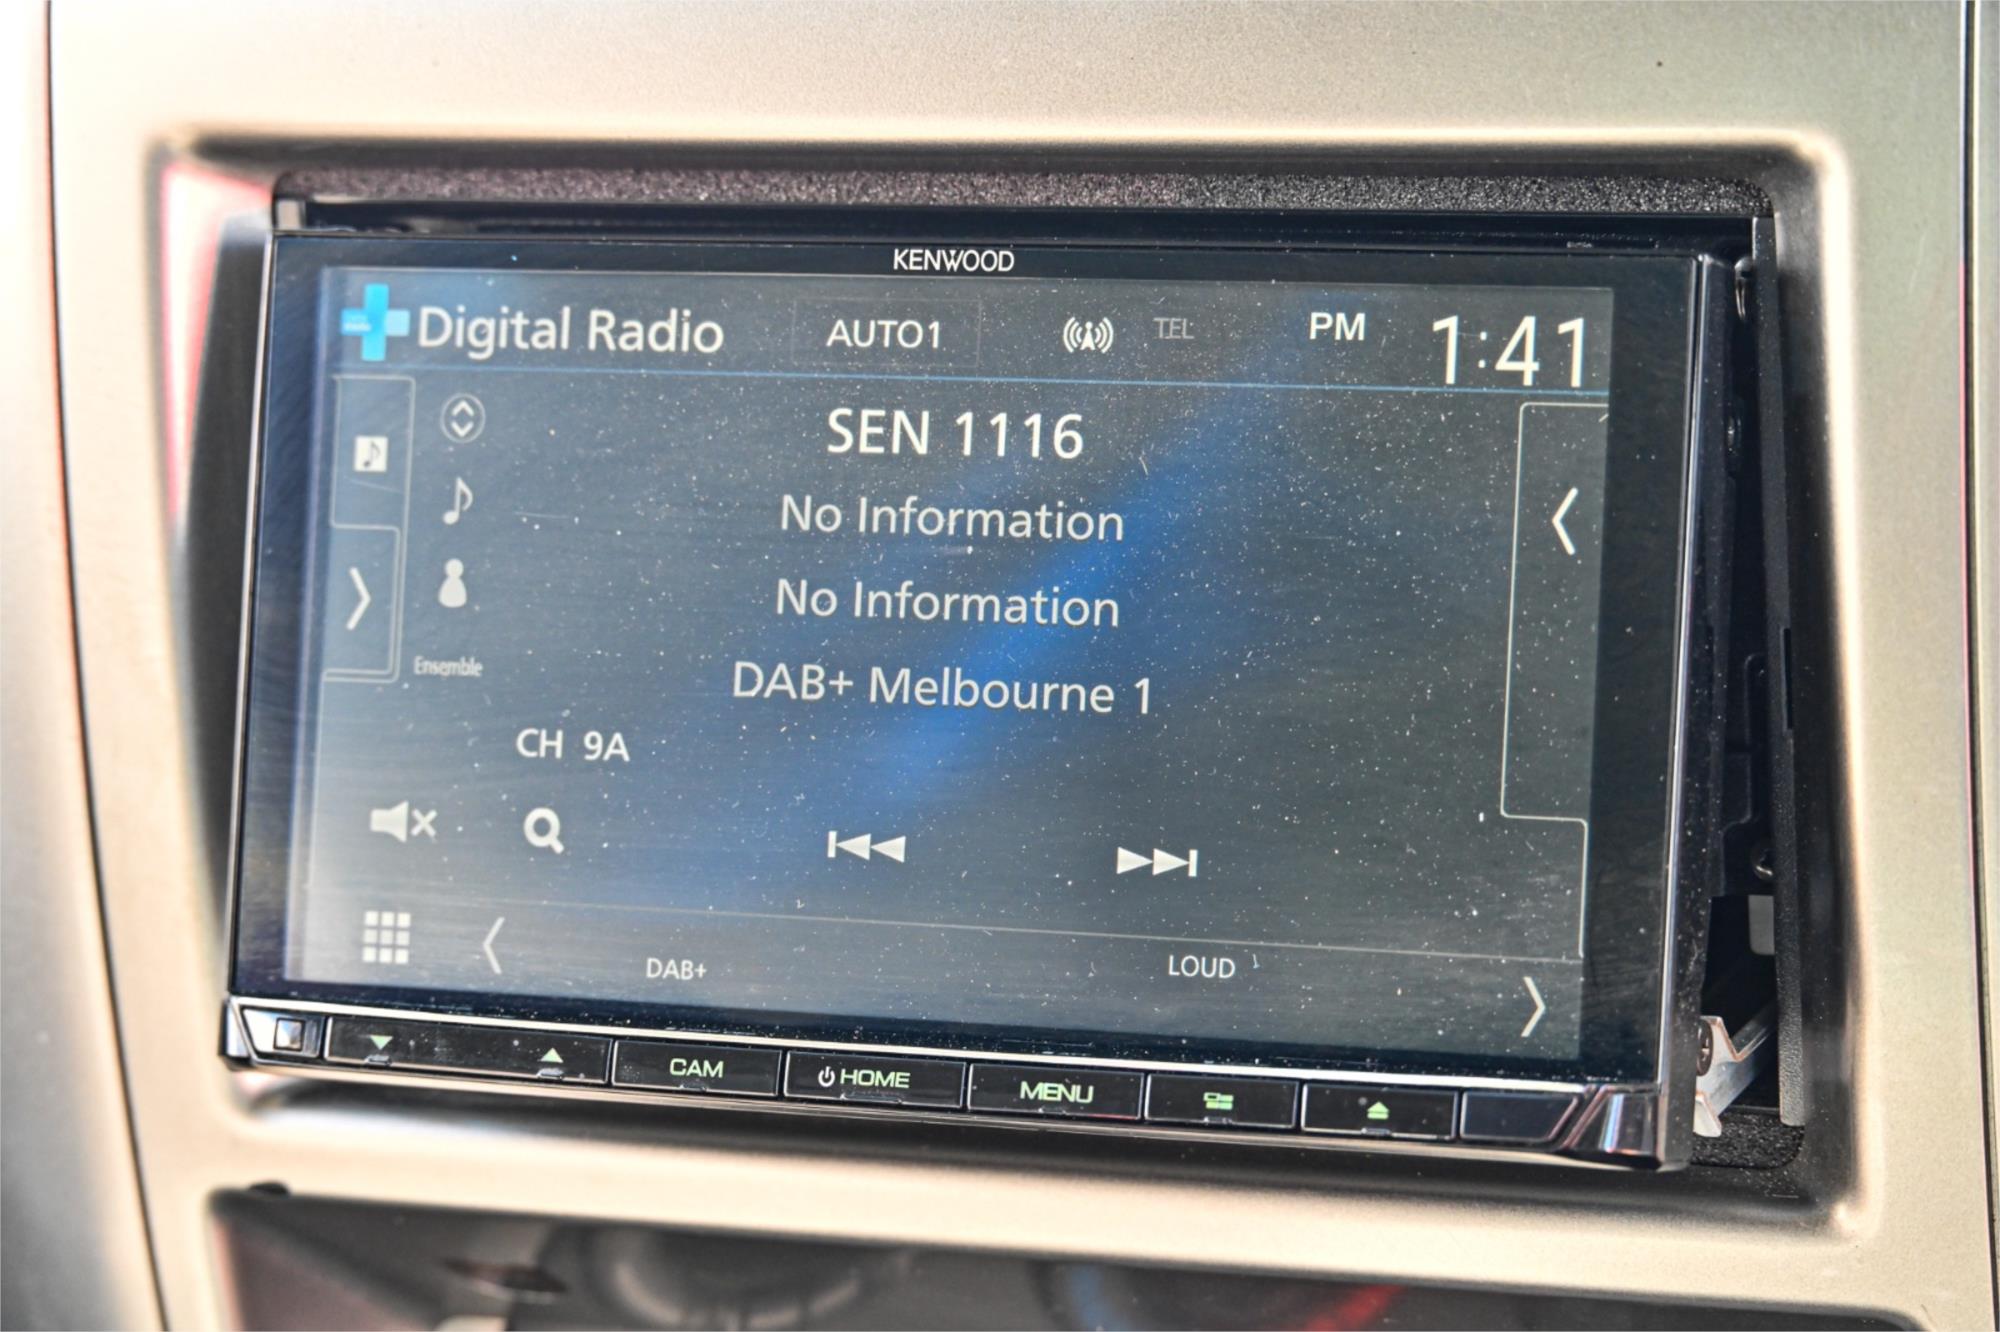 KENWOOD
Digital Radio AUTO1 TEL PM 1:41
SEN 1116
No Information
No Information
Ensemble DAB+ Melbourne 1
CH 9A
DAB+ LOUD
CAM HOME MENU